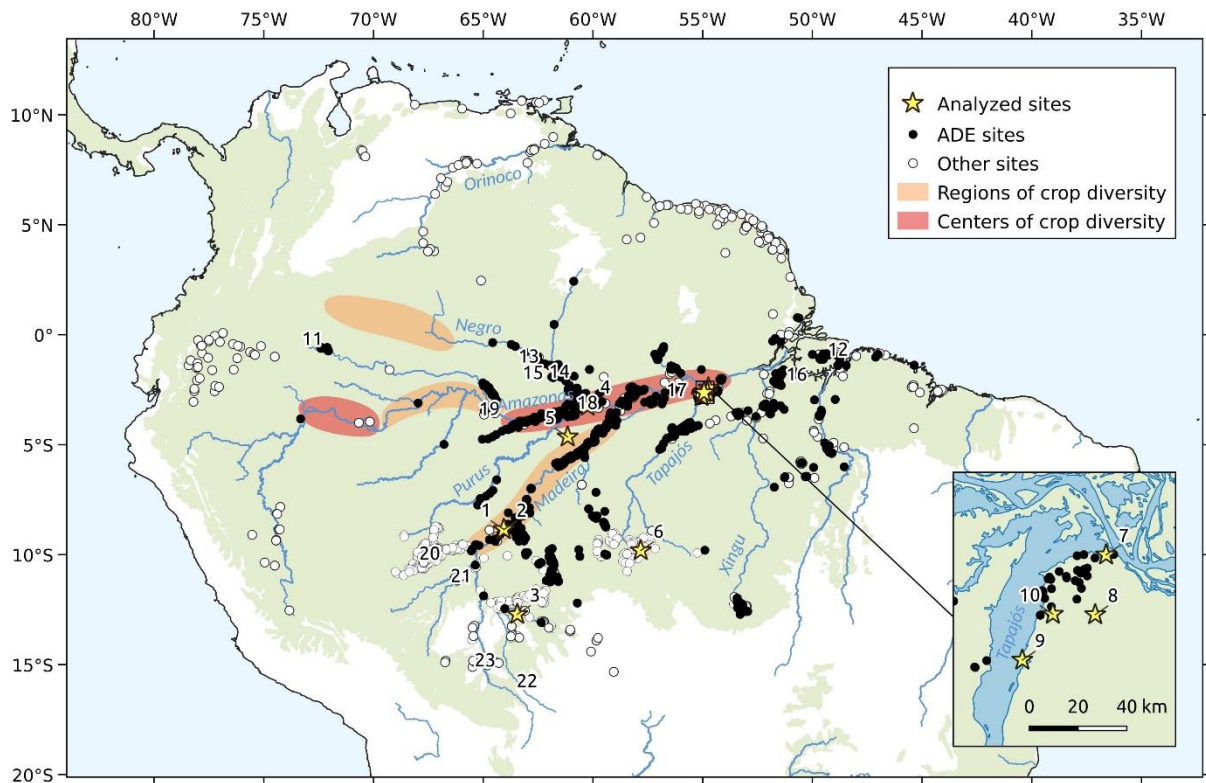 80°W 75°W 70°W 65°W 60°W 55°W 50°W 45°W 40°W 35°W
Analyzed sites
ADE sites
Other sites
Regions of crop diversity
Centers of crop diversity
10°N
Orinoco
5°N
0°
Negro
11
13
15 14
12
16
4
17
18
19
Amazonas
5
5°S
Purus
Madeira
Tapajós
Xingu
1
2
6
10°S
20
21
3
15°S
23
22
20°S
7
10
8
Tapajós
9
0 20 40 km